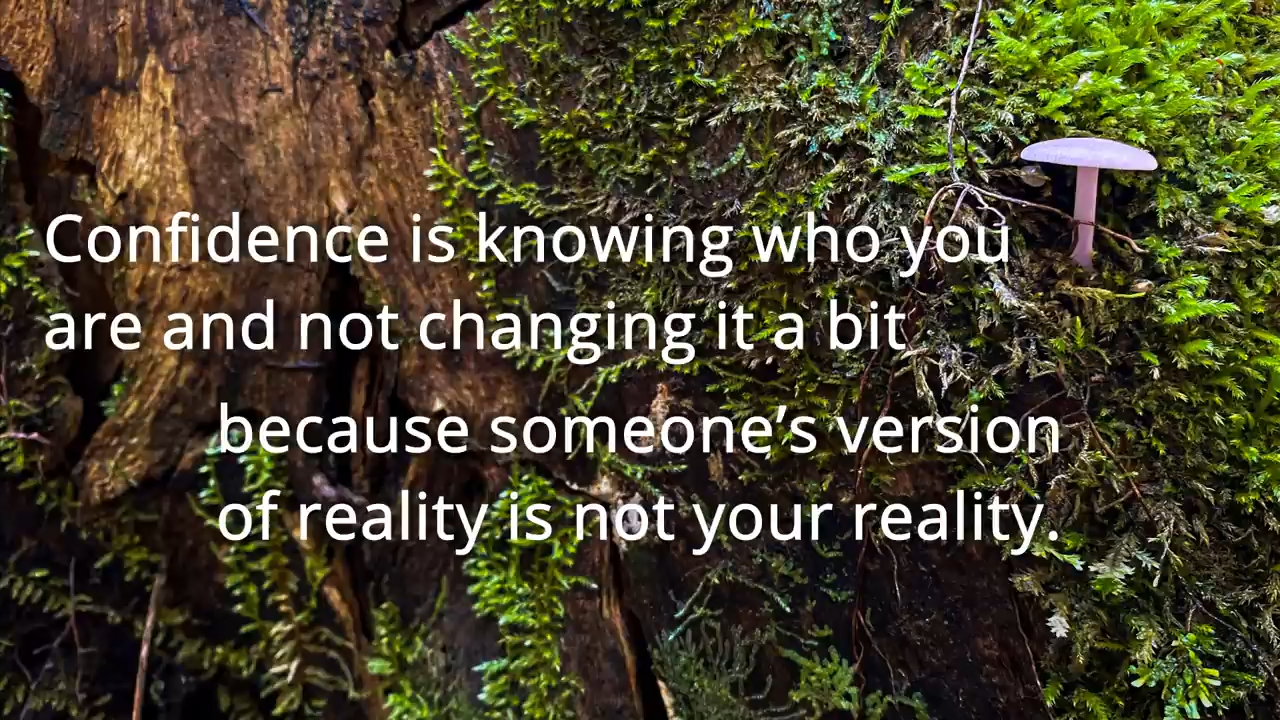 Confidence is knowing who you
are and not changing it a bit
because someone’s version
of reality is not your reality.